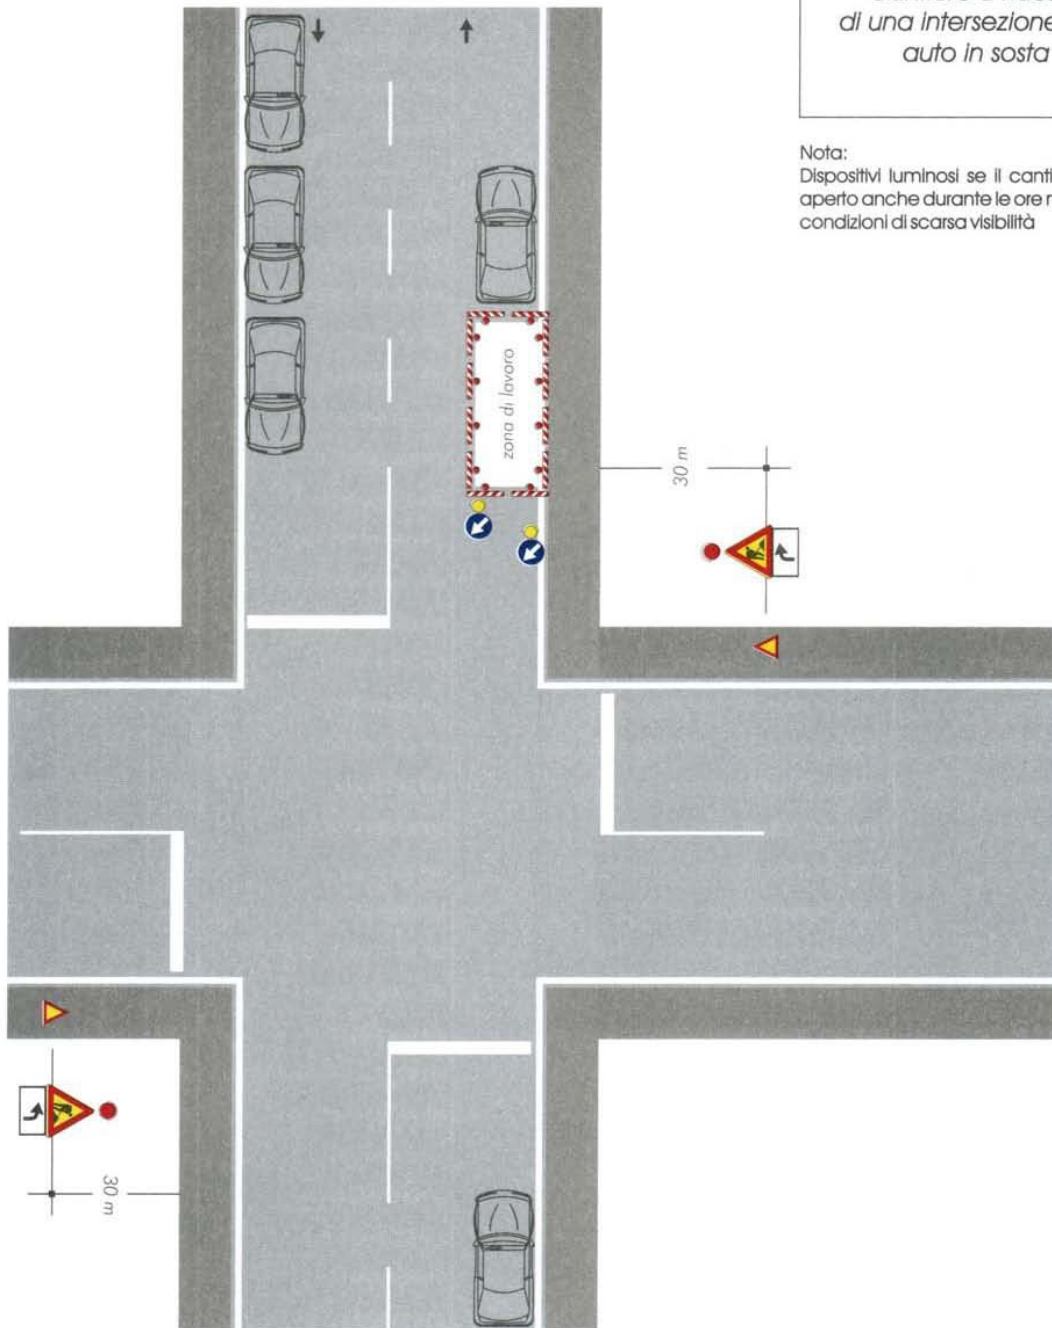 di una intersezione
auto in sosta
Nota:
Dispositivi luminosi se il canti
aperto anche durante le ore
condizioni di scarsa visibilità
zona di lavoro
30 m
30 m